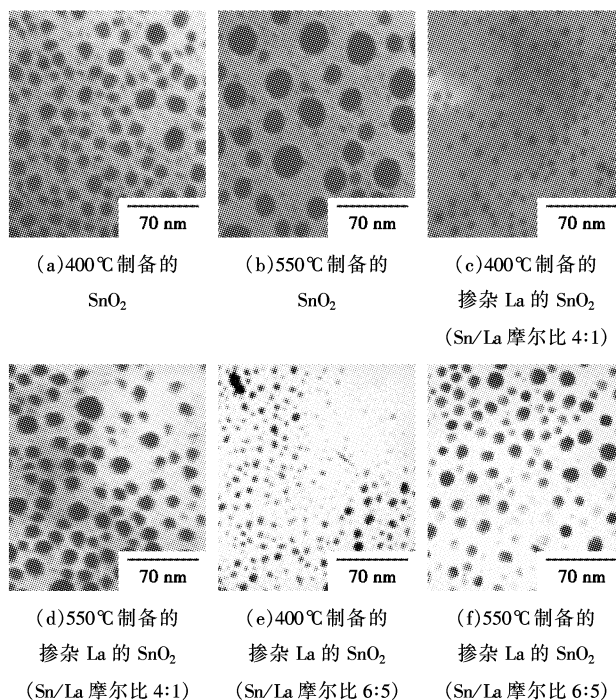 70 nm
70 nm
70 nm
(a)400℃制备的
SnO₂
(b)550℃制备的
SnO₂
(c)400℃制备的
掺杂 La 的 SnO₂
(Sn/La 摩尔比 4:1)
70 nm
70 nm
70 nm
(d)550℃制备的
掺杂 La 的 SnO₂
(Sn/La 摩尔比 4:1)
(e)400℃制备的
掺杂 La 的 SnO₂
(Sn/La 摩尔比 6:5)
(f)550℃制备的
掺杂 La 的 SnO₂
(Sn/La 摩尔比 6:5)